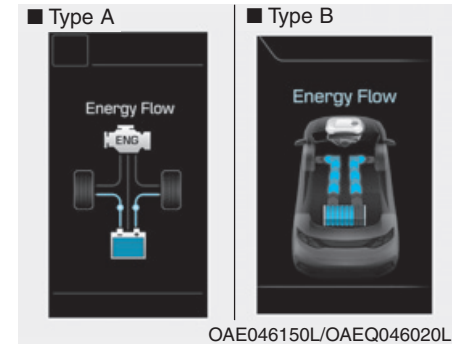 ■ Type A
■ Type B
Energy Flow
ENG
Energy Flow
OAE046150L/OAEQ046020L